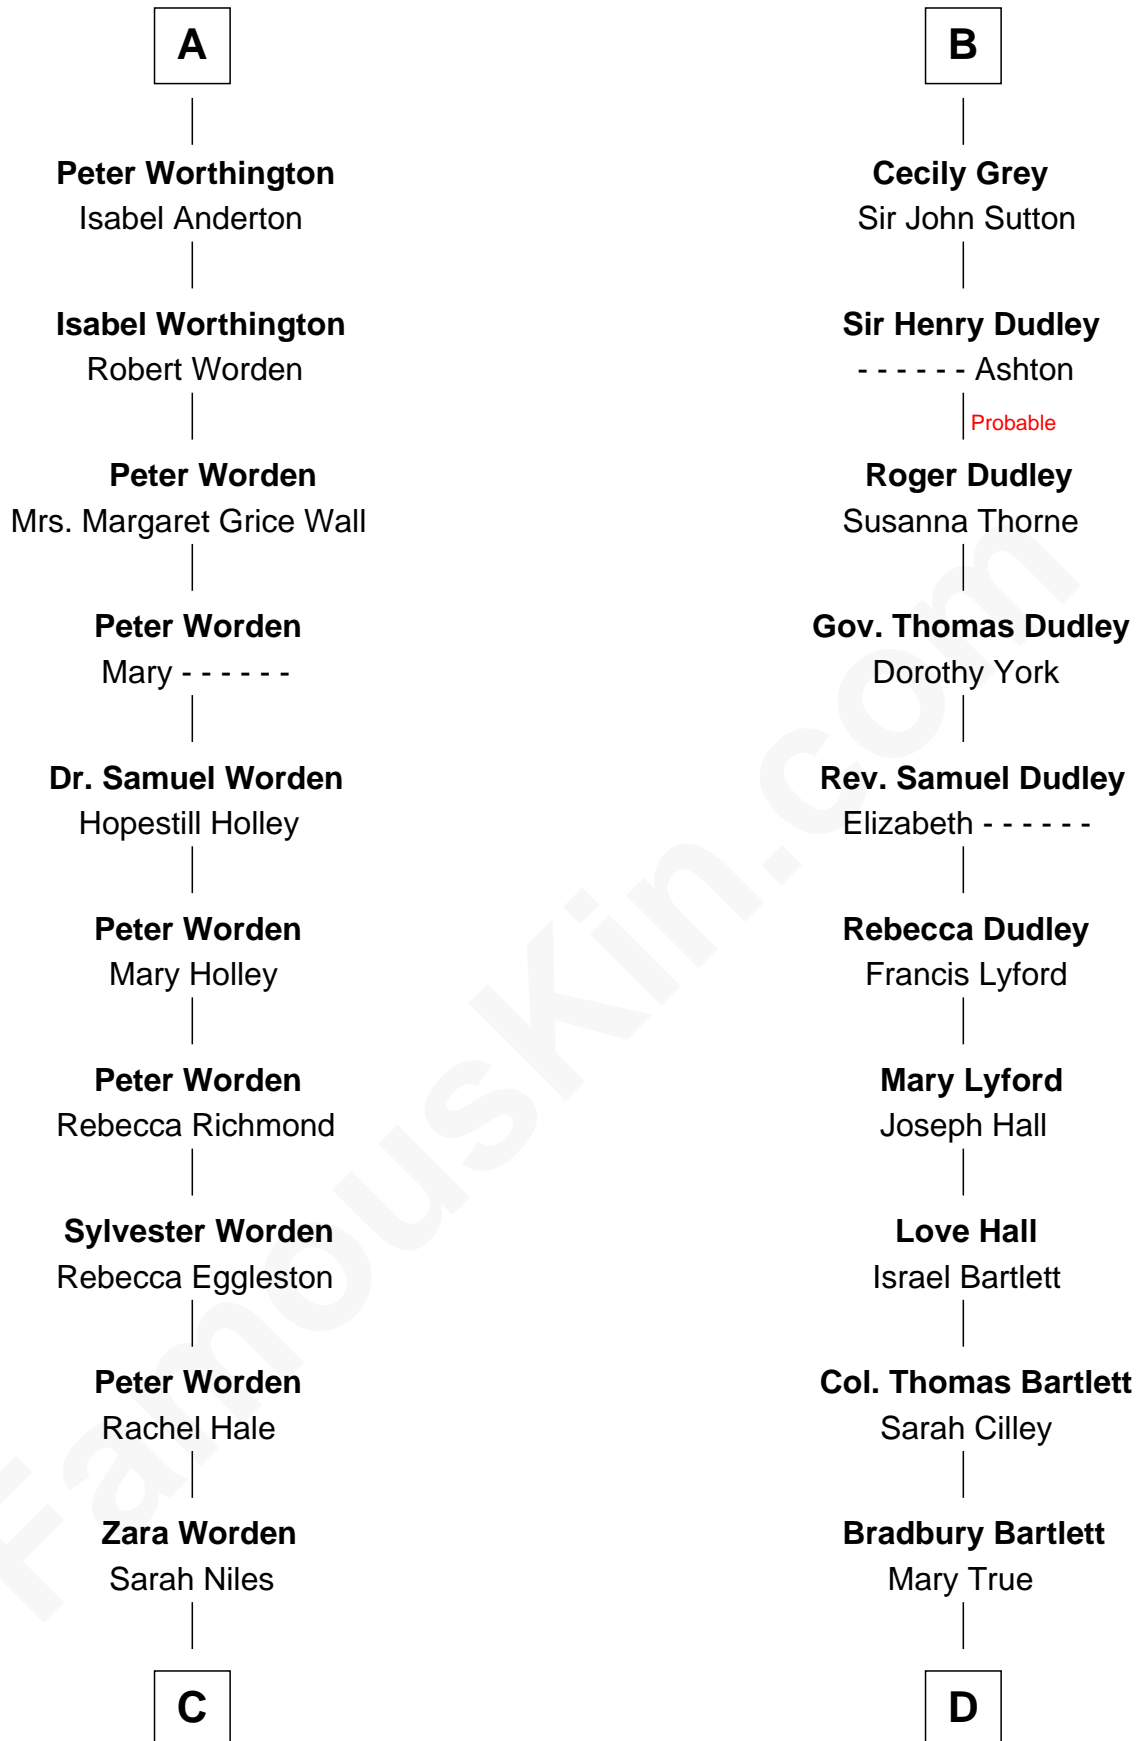 A
Peter Worthington
Isabel Anderton
Isabel Worthington
Robert Worden
Peter Worden
Mrs. Margaret Grice Wall
Peter Worden
Mary - - - - - -
Dr. Samuel Worden
Hopestill Holley
Peter Worden
Mary Holley
Peter Worden
Rebecca Richmond
Sylvester Worden
Rebecca Eggleston
Peter Worden
Rachel Hale
Zara Worden
Sarah Niles
C
B
Cecily Grey
Sir John Sutton
Sir Henry Dudley
- - - - - - Ashton
Probable
Roger Dudley
Susanna Thorne
Gov. Thomas Dudley
Dorothy York
Rev. Samuel Dudley
Elizabeth - - - - - -
Rebecca Dudley
Francis Lyford
Mary Lyford
Joseph Hall
Love Hall
Israel Bartlett
Col. Thomas Bartlett
Sarah Cilley
Bradbury Bartlett
Mary True
D
FamousKin.com